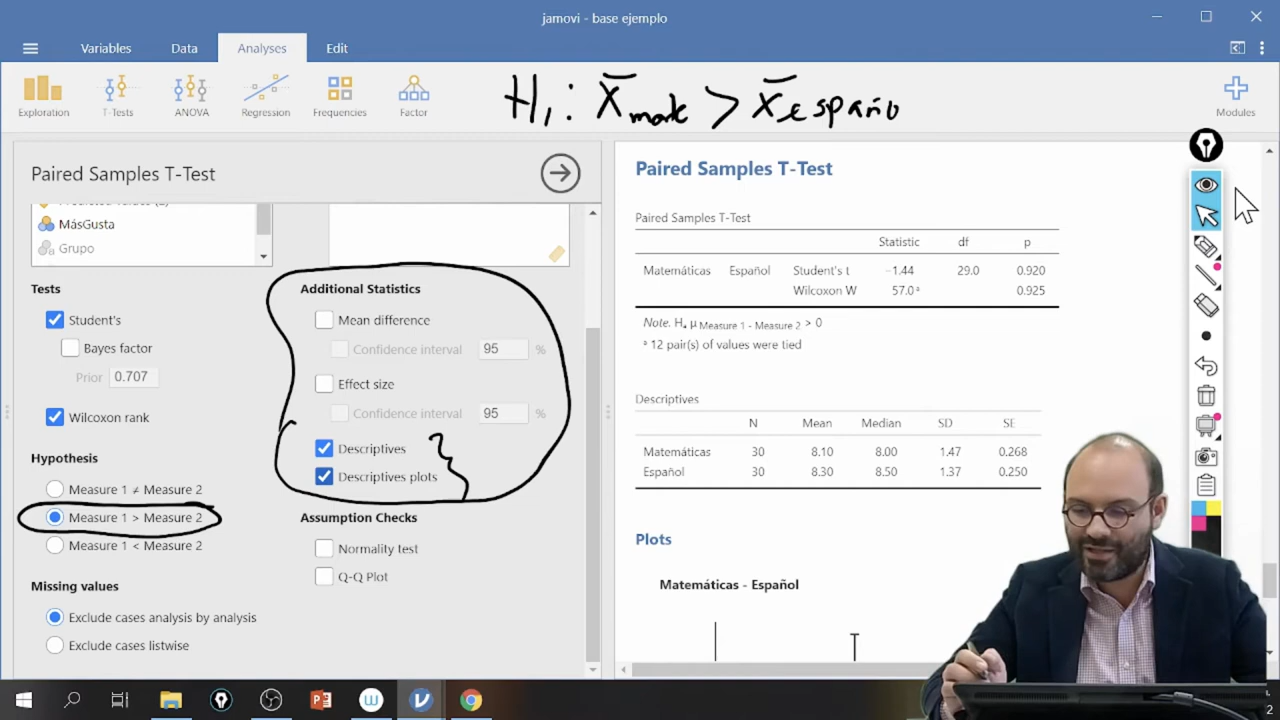 jamovi - base ejemplo
Variables Data Analyses Edit
Exploration T-Tests ANOVA Regression Frequencies Factor Modules
H₁: X̄ mate > X̄ español
Paired Samples T-Test
MásGusta
Grupo
Tests
Student's
Bayes factor
Prior 0.707
Wilcoxon rank
Hypothesis
Measure 1 ≠ Measure 2
Measure 1 > Measure 2
Measure 1 < Measure 2
Missing values
Exclude cases analysis by analysis
Exclude cases listwise
Additional Statistics
Mean difference
Confidence interval 95 %
Effect size
Confidence interval 95 %
Descriptives
Descriptives plots
Assumption Checks
Normality test
Q-Q Plot
Paired Samples T-Test
Paired Samples T-Test
Statistic df p
Matemáticas Español Student's t -1.44 29.0 0.920
Wilcoxon W 57.0 ª 0.925
Note. Hₐ μ Measure 1 - Measure 2 > 0
ª 12 pair(s) of values were tied
Descriptives
N Mean Median SD SE
Matemáticas 30 8.10 8.00 1.47 0.268
Español 30 8.30 8.50 1.37 0.250
Plots
Matemáticas - Español